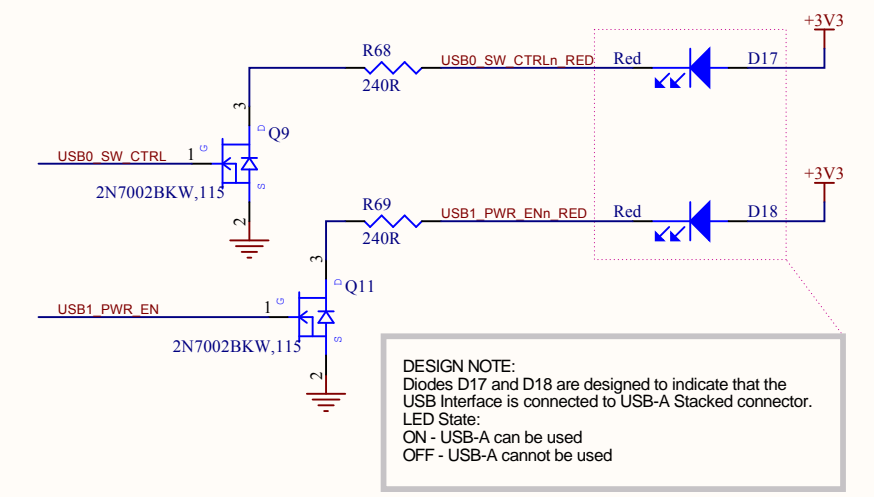 +3V3
R68
USB0_SW_CTRLn_RED
Red
D17
240R
3
D
Q9
USB0_SW_CTRL
1
G
2N7002BKW,115
S
2
+3V3
R69
USB1_PWR_ENn_RED
Red
D18
240R
3
D
Q11
USB1_PWR_EN
1
G
2N7002BKW,115
S
2
DESIGN NOTE:
Diodes D17 and D18 are designed to indicate that the
USB Interface is connected to USB-A Stacked connector.
LED State:
ON - USB-A can be used
OFF - USB-A cannot be used